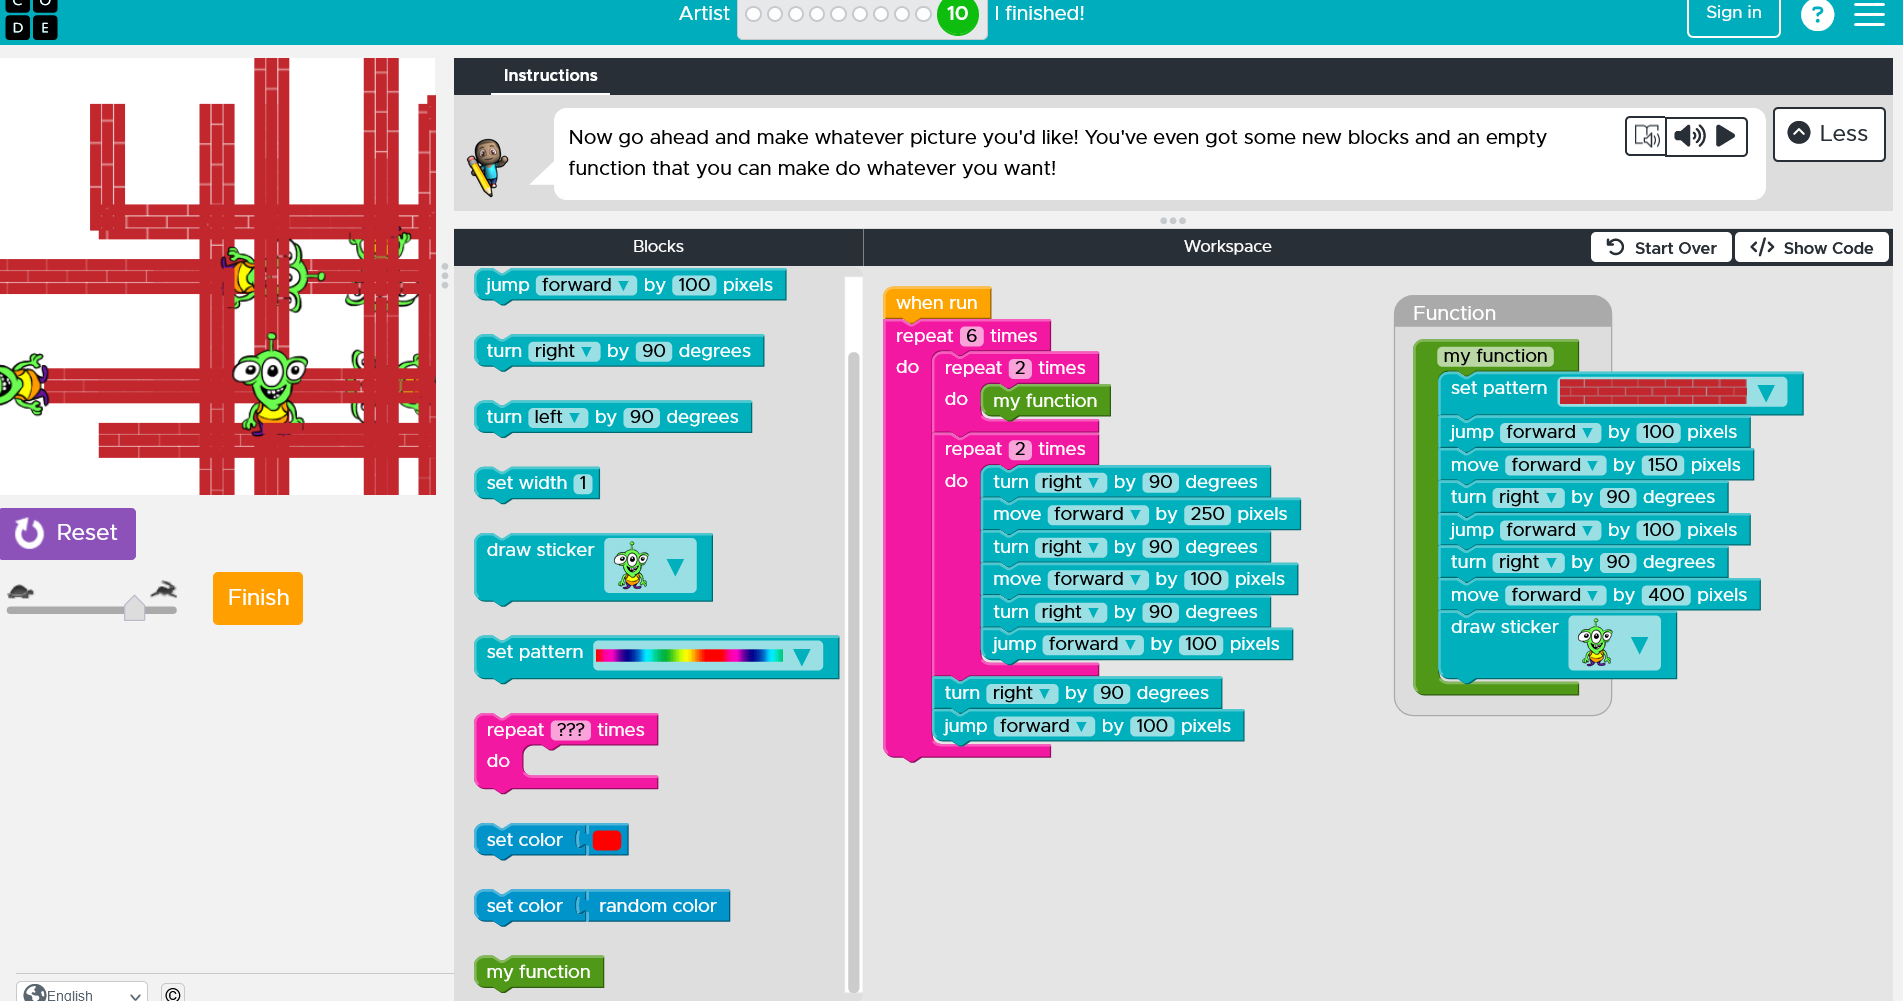 C O
D E
Artist
10
I finished!
Sign in
?
Instructions
Now go ahead and make whatever picture you'd like! You've even got some new blocks and an empty
function that you can make do whatever you want!
Less
Blocks
Workspace
Start Over
</> Show Code
jump forward ▼ by 100 pixels
turn right ▼ by 90 degrees
turn left ▼ by 90 degrees
set width 1
draw sticker ▼
set pattern ▼
repeat ??? times
do
set color
set color random color
my function
when run
repeat 6 times
do
repeat 2 times
do
my function
repeat 2 times
do
turn right ▼ by 90 degrees
move forward ▼ by 250 pixels
turn right ▼ by 90 degrees
move forward ▼ by 100 pixels
turn right ▼ by 90 degrees
jump forward ▼ by 100 pixels
turn right ▼ by 90 degrees
jump forward ▼ by 100 pixels
Function
my function
set pattern ▼
jump forward ▼ by 100 pixels
move forward ▼ by 150 pixels
turn right ▼ by 90 degrees
jump forward ▼ by 100 pixels
turn right ▼ by 90 degrees
move forward ▼ by 400 pixels
draw sticker ▼
Reset
Finish
English
©